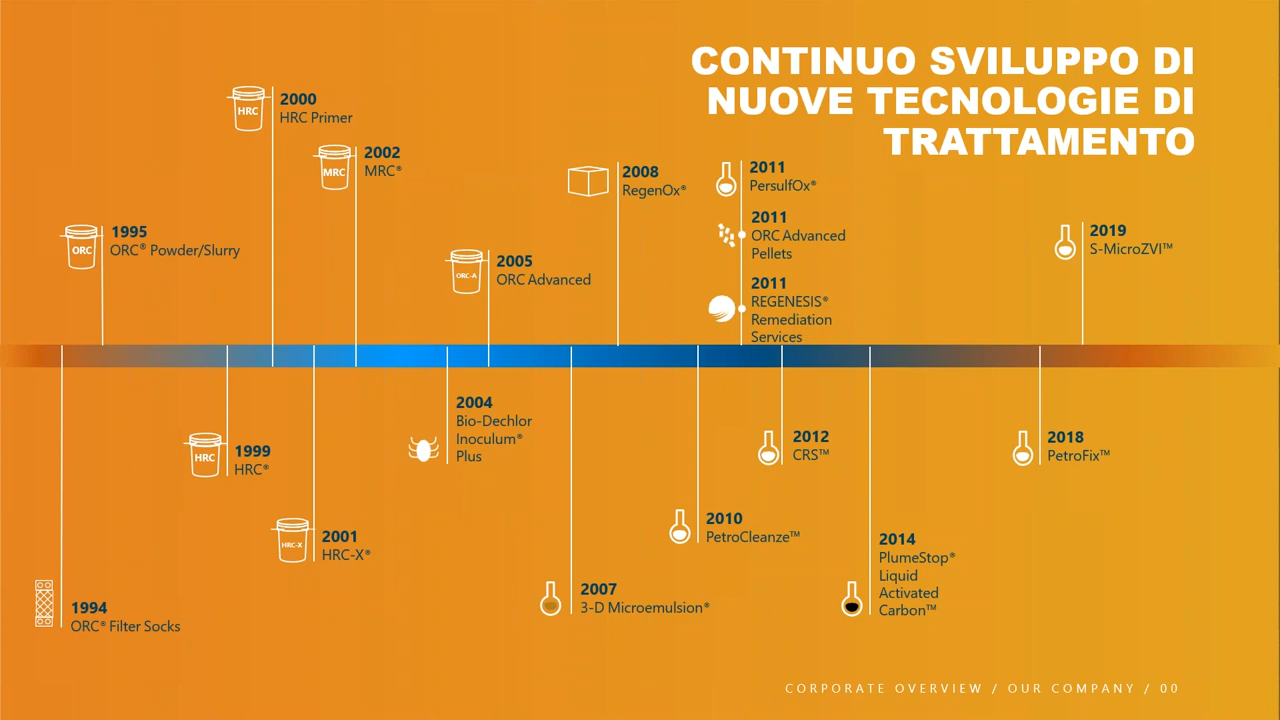 CONTINUO SVILUPPO DI
NUOVE TECNOLOGIE DI
TRATTAMENTO
HRC
2000
HRC Primer
MRC
2002
MRC®
2008
RegenOx®
2011
PersulfOx®
2011
ORC Advanced
Pellets
2011
REGENESIS®
Remediation
Services
ORC
1995
ORC® Powder/Slurry
ORC-A
2005
ORC Advanced
2019
S-MicroZVI™
2004
Bio-Dechlor
Inoculum®
Plus
HRC
1999
HRC®
2012
CRS™
2018
PetroFix™
HRC-X
2001
HRC-X®
2010
PetroCleanze™
2014
PlumeStop®
Liquid
Activated
Carbon™
1994
ORC® Filter Socks
2007
3-D Microemulsion®
CORPORATE OVERVIEW / OUR COMPANY / 00